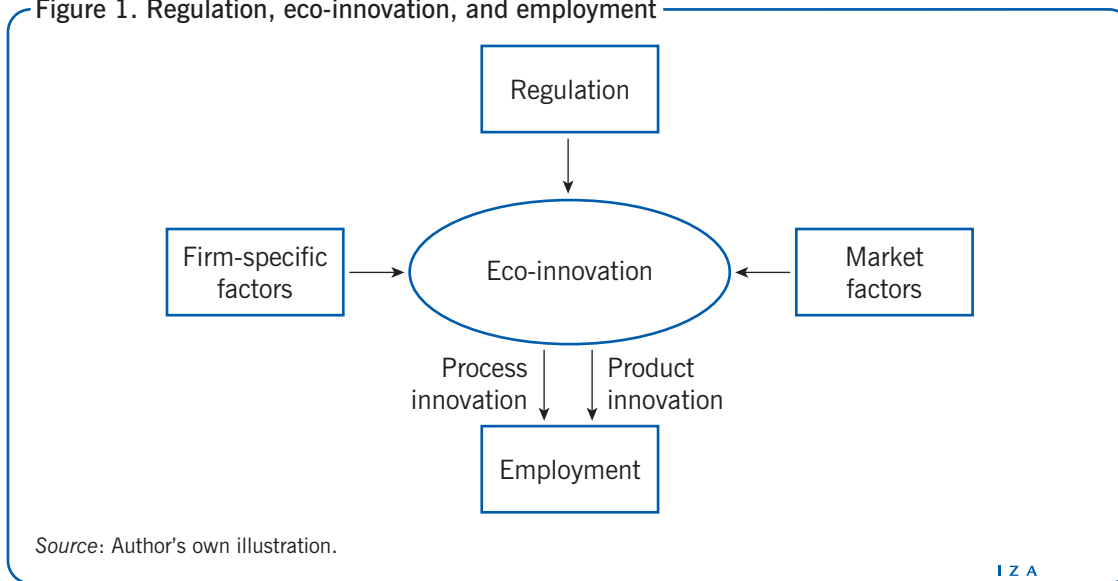 Figure 1. Regulation, eco-innovation, and employment
Regulation
Firm-specific
factors
Eco-innovation
Market
factors
Process
innovation
Product
innovation
Employment
Source: Author's own illustration.
I Z A